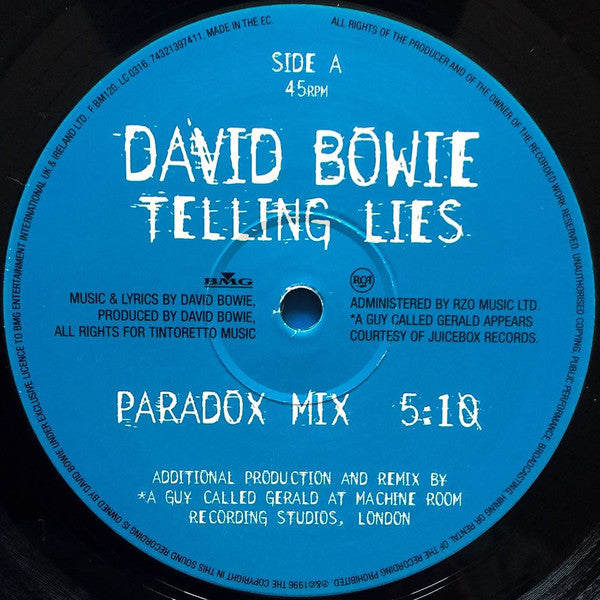 SIDE A
45RPM
DAVID BOWIE
TELLING LIES
BMG
MUSIC & LYRICS BY DAVID BOWIE,
PRODUCED BY DAVID BOWIE,
ALL RIGHTS FOR TINTORETTO MUSIC
RCA
ADMINISTERED BY RZO MUSIC LTD.
*A GUY CALLED GERALD APPEARS
COURTESY OF JUICEBOX RECORDS.
PARADOX MIX 5:10
ADDITIONAL PRODUCTION AND REMIX BY
*A GUY CALLED GERALD AT MACHINE ROOM
RECORDING STUDIOS, LONDON
ALL RIGHTS OF THE PRODUCER AND OF THE OWNER OF THE RECORDED WORK RESERVED. UNAUTHORISED COPYING, PUBLIC PERFORMANCE, BROADCASTING, HIRING OR RENTAL OF THE RECORDING PROHIBITED. ℗&©1996 THE COPYRIGHT IN THIS SOUND RECORDING IS OWNED BY DAVID BOWIE UNDER EXCLUSIVE LICENCE TO BMG ENTERTAINMENT INTERNATIONAL UK & IRELAND LTD. F:BM120. LC 0316. 74321397411. MADE IN THE EC.